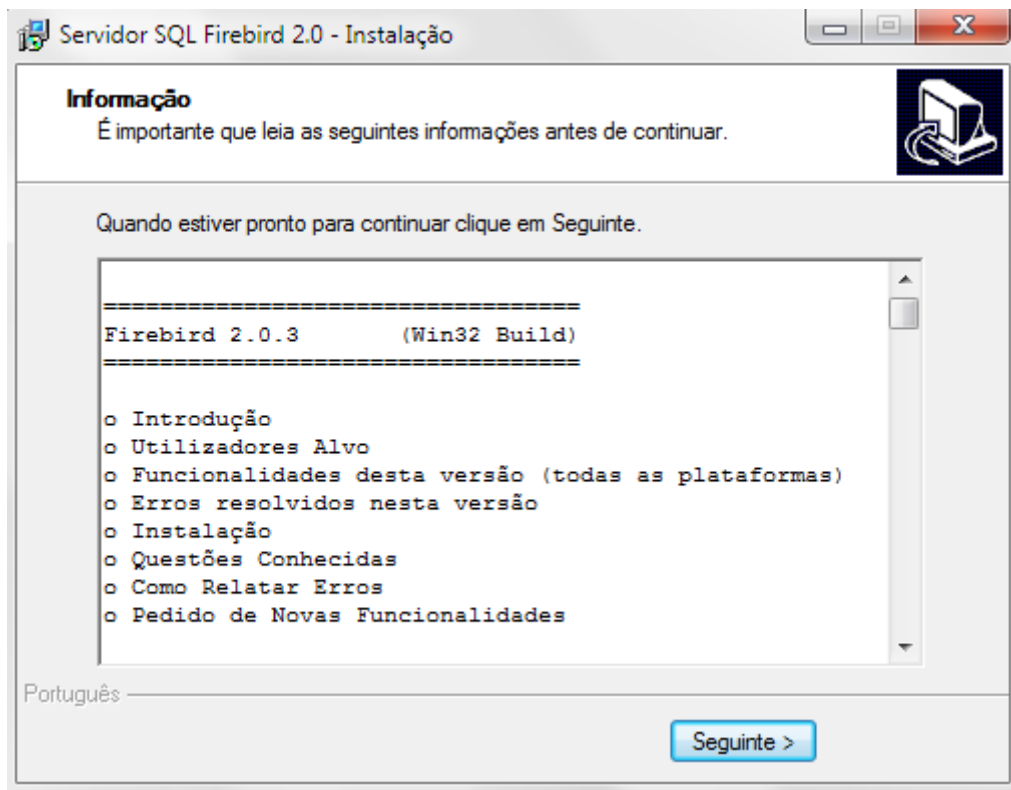 Servidor SQL Firebird 2.0 - Instalação
Informação
É importante que leia as seguintes informações antes de continuar.
Quando estiver pronto para continuar clique em Seguinte.
==================================
Firebird 2.0.3 (Win32 Build)
==================================
o Introdução
o Utilizadores Alvo
o Funcionalidades desta versão (todas as plataformas)
o Erros resolvidos nesta versão
o Instalação
o Questões Conhecidas
o Como Relatar Erros
o Pedido de Novas Funcionalidades
Português
Seguinte >